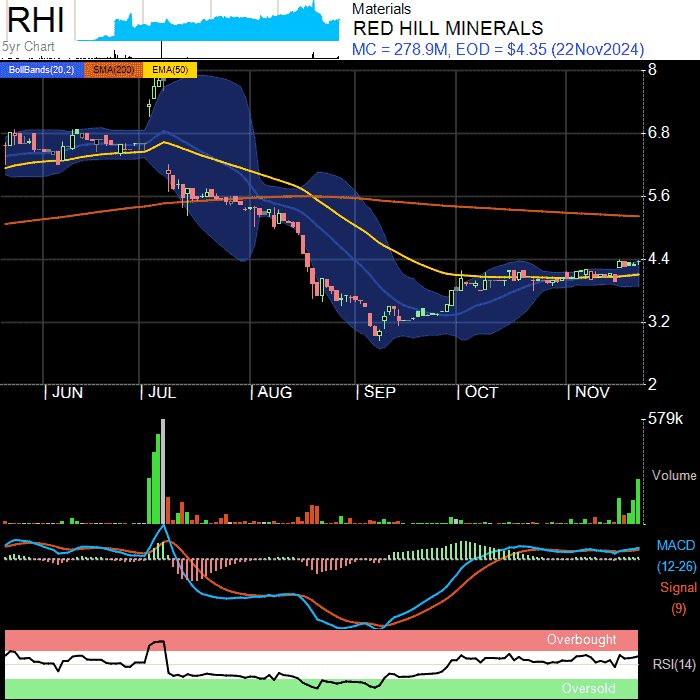 RHI
5yr Chart
Materials
RED HILL MINERALS
MC = 278.9M, EOD = $4.35 (22Nov2024)
BollBands(20,2) SMA(200) EMA(50)
8
6.8
5.6
4.4
3.2
2
JUN JUL AUG SEP OCT NOV
579k
Volume
MACD
(12-26)
Signal
(9)
Overbought
RSI(14)
Oversold